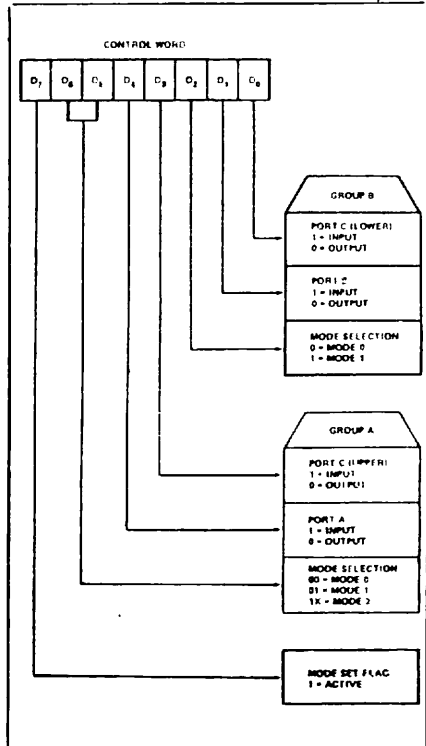 CONTROL WORD
D7 D6 D5 D4 D3 D2 D1 D0
GROUP B
PORT C (LOWER)
1 = INPUT
0 = OUTPUT
PORT B
1 = INPUT
0 = OUTPUT
MODE SELECTION
0 = MODE 0
1 = MODE 1
GROUP A
PORT C (UPPER)
1 = INPUT
0 = OUTPUT
PORT A
1 = INPUT
0 = OUTPUT
MODE SELECTION
00 = MODE 0
01 = MODE 1
1X = MODE 2
MODE SET FLAG
1 = ACTIVE